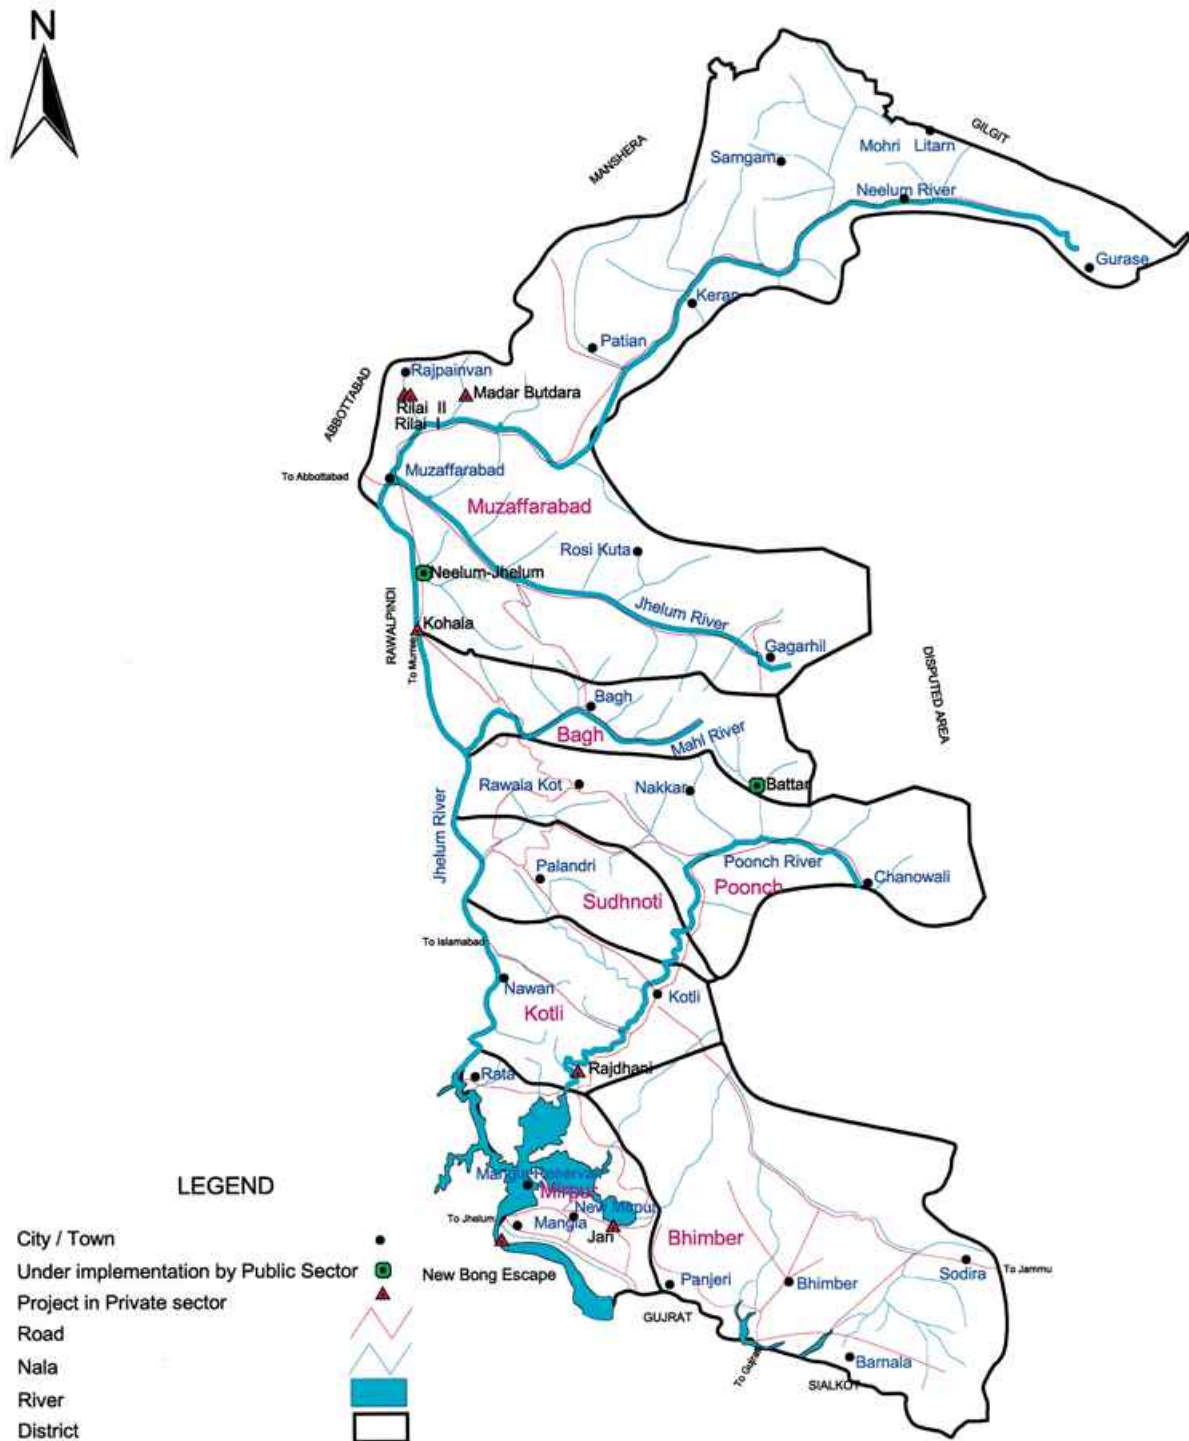 N
GILGIT
MANSHERA
Samgam
Mohri Litarn
Neelum River
Gurase
Keran
Patian
ABBOTTABAD
Rajpainvan
Madar Butdara
Rilai II
Rilai I
To Abbottabad
Muzaffarabad
Muzaffarabad
Rosi Kuta
Neelum-Jhelum
RAWALPINDI
Jhelum River
Kohala
To Murree
Gagarhil
DISPUTED AREA
Bagh
Bagh
Mahl River
Rawala Kot
Nakkar
Battar
Jhelum River
Palandri
Poonch River
Chanowali
Poonch
Sudhnoti
To Islamabad
Nawan
Kotli
Kotli
Rajdhani
Rata
Mangla Reservair
Mirpur
New Mirpur
To Jhelum
Mangla
Jari
Bhimber
New Bong Escape
Panjeri
Bhimber
Sodira
To Jammu
GUJRAT
To Gujrat
Barnala
SIALKOT
LEGEND
City / Town
Under implementation by Public Sector
Project in Private sector
Road
Nala
River
District